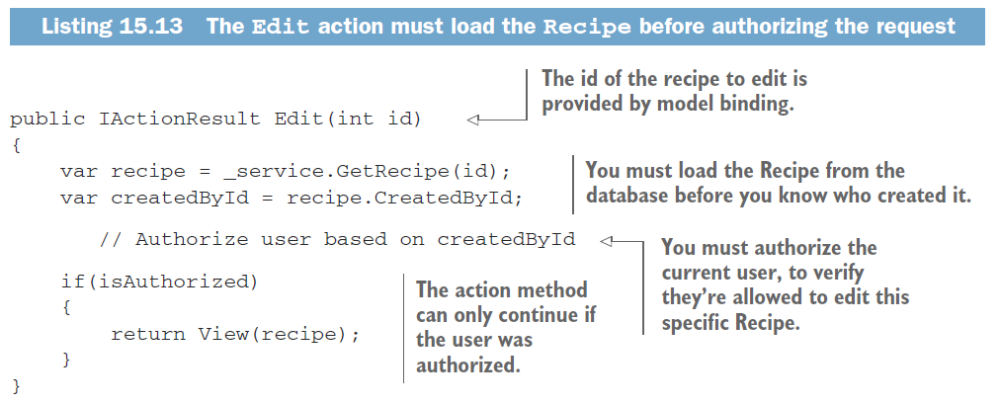 Listing 15.13 The Edit action must load the Recipe before authorizing the request
The id of the recipe to edit is
provided by model binding.
public IActionResult Edit(int id)
{
var recipe = _service.GetRecipe(id);
var createdById = recipe.CreatedById;
You must load the Recipe from the
database before you know who created it.
// Authorize user based on createdById
You must authorize the
current user, to verify
they're allowed to edit this
specific Recipe.
if(isAuthorized)
{
return View(recipe);
}
The action method
can only continue if
the user was
authorized.
}